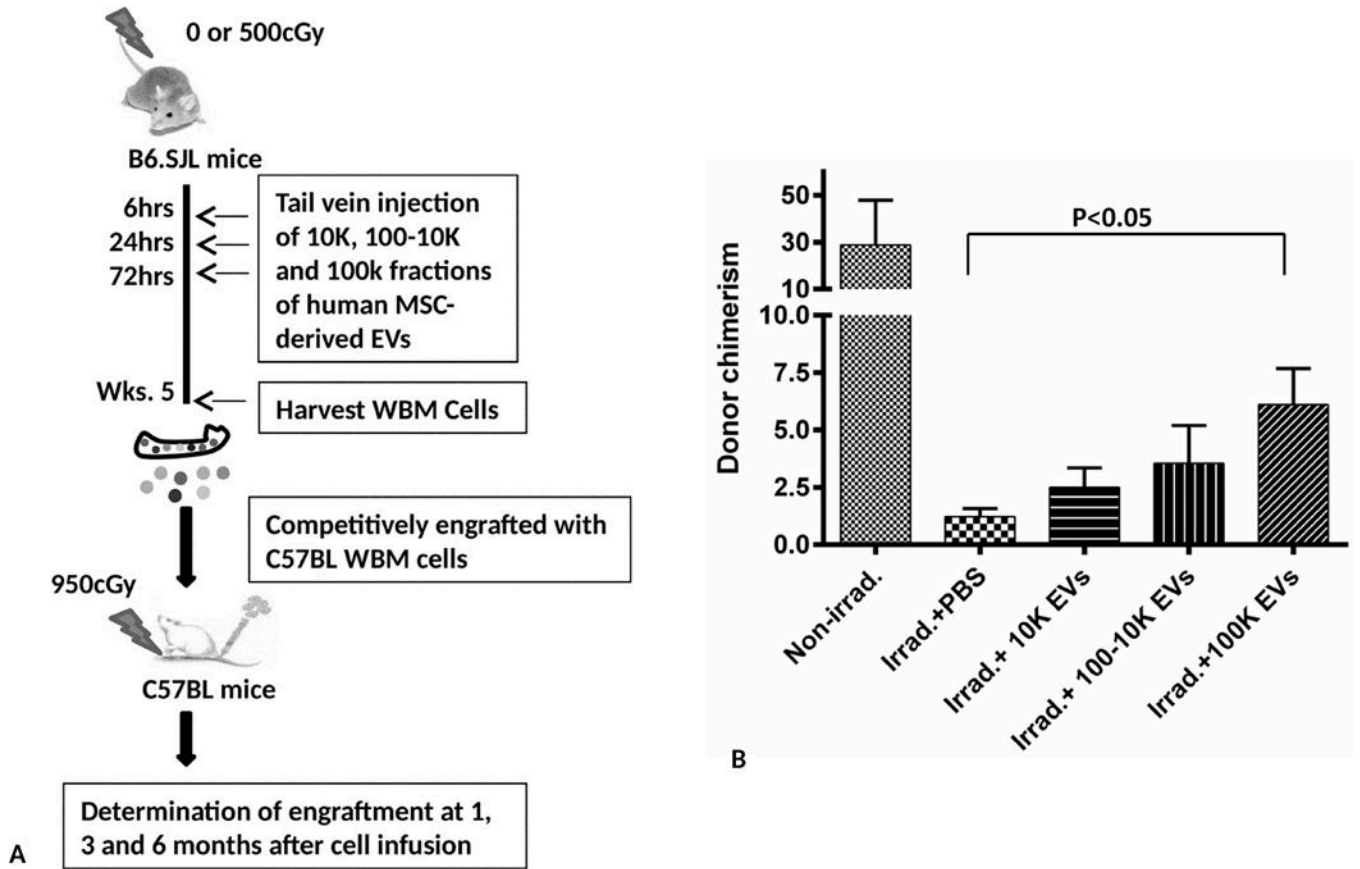 0 or 500cGy
B6.SJL mice
6hrs
24hrs
72hrs
Tail vein injection
of 10K, 100-10K
and 100k fractions
of human MSC-
derived EVs
Wks. 5
Harvest WBM Cells
Competitively engrafted with
C57BL WBM cells
950cGy
C57BL mice
Determination of engraftment at 1,
3 and 6 months after cell infusion
A
Donor chimerism
50
30
10
10.0
7.5
5.0
2.5
0.0
P<0.05
Non-irrad.
Irrad.+PBS
Irrad.+ 10K EVs
Irrad.+ 100-10K EVs
Irrad.+100K EVs
B